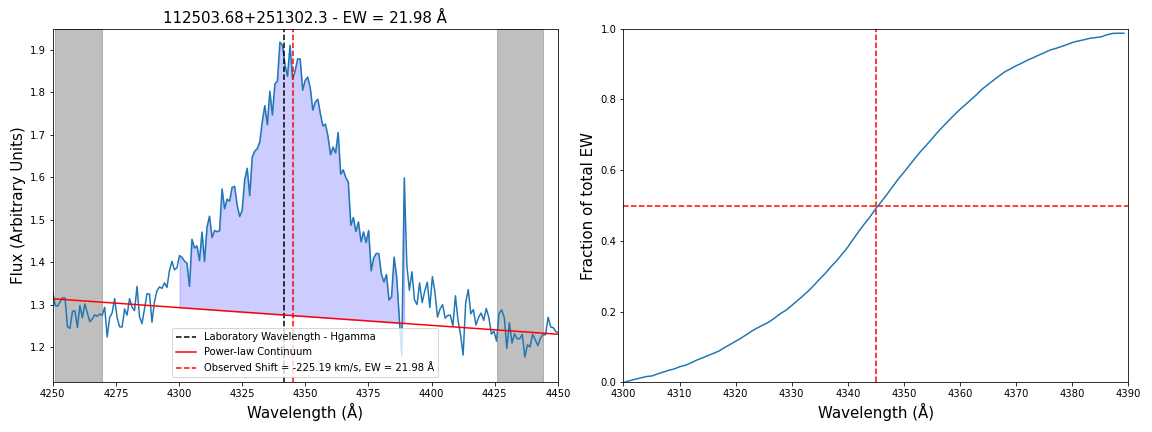 112503.68+251302.3 - EW = 21.98 Å
Flux (Arbitrary Units)
1.9
1.8
1.7
1.6
1.5
1.4
1.3
1.2
Laboratory Wavelength - Hgamma
Power-law Continuum
Observed Shift = -225.19 km/s, EW = 21.98 Å
4250 4275 4300 4325 4350 4375 4400 4425 4450
Wavelength (Å)
Fraction of total EW
1.0
0.8
0.6
0.4
0.2
0.0
4300 4310 4320 4330 4340 4350 4360 4370 4380 4390
Wavelength (Å)